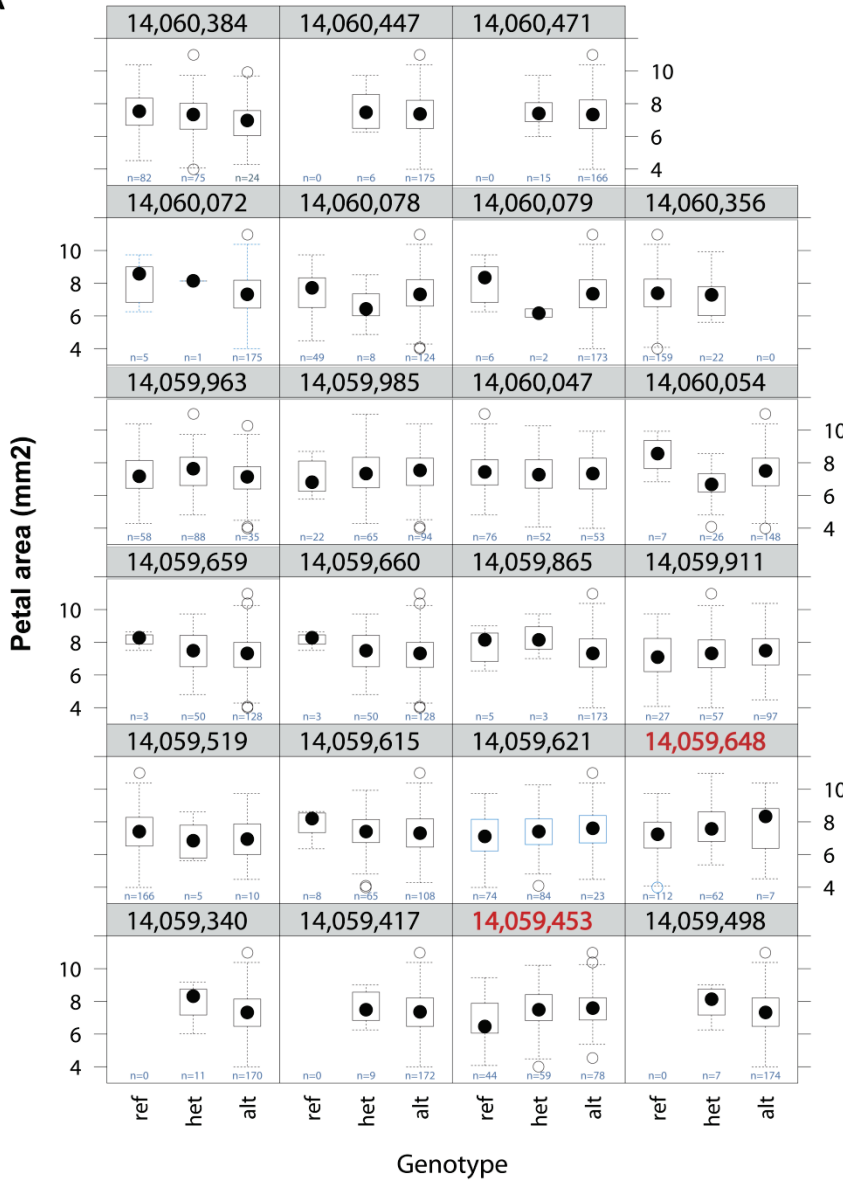 14,060,384 14,060,447 14,060,471
10
8
6
4
n=82 n=75 n=24 n=0 n=6 n=175 n=0 n=15 n=166
14,060,072 14,060,078 14,060,079 14,060,356
10
8
6
4
n=5 n=1 n=175 n=49 n=8 n=124 n=6 n=2 n=173 n=159 n=22 n=0
14,059,963 14,059,985 14,060,047 14,060,054
10
8
6
4
n=58 n=88 n=35 n=22 n=65 n=94 n=76 n=52 n=53 n=7 n=26 n=148
Petal area (mm2)
14,059,659 14,059,660 14,059,865 14,059,911
10
8
6
4
n=3 n=50 n=128 n=3 n=50 n=128 n=5 n=3 n=173 n=27 n=57 n=97
14,059,519 14,059,615 14,059,621 14,059,648
10
8
6
4
n=166 n=5 n=10 n=8 n=65 n=108 n=74 n=84 n=23 n=112 n=62 n=7
14,059,340 14,059,417 14,059,453 14,059,498
10
8
6
4
n=0 n=11 n=170 n=0 n=9 n=172 n=44 n=59 n=78 n=0 n=7 n=174
ref het alt ref het alt ref het alt ref het alt
Genotype